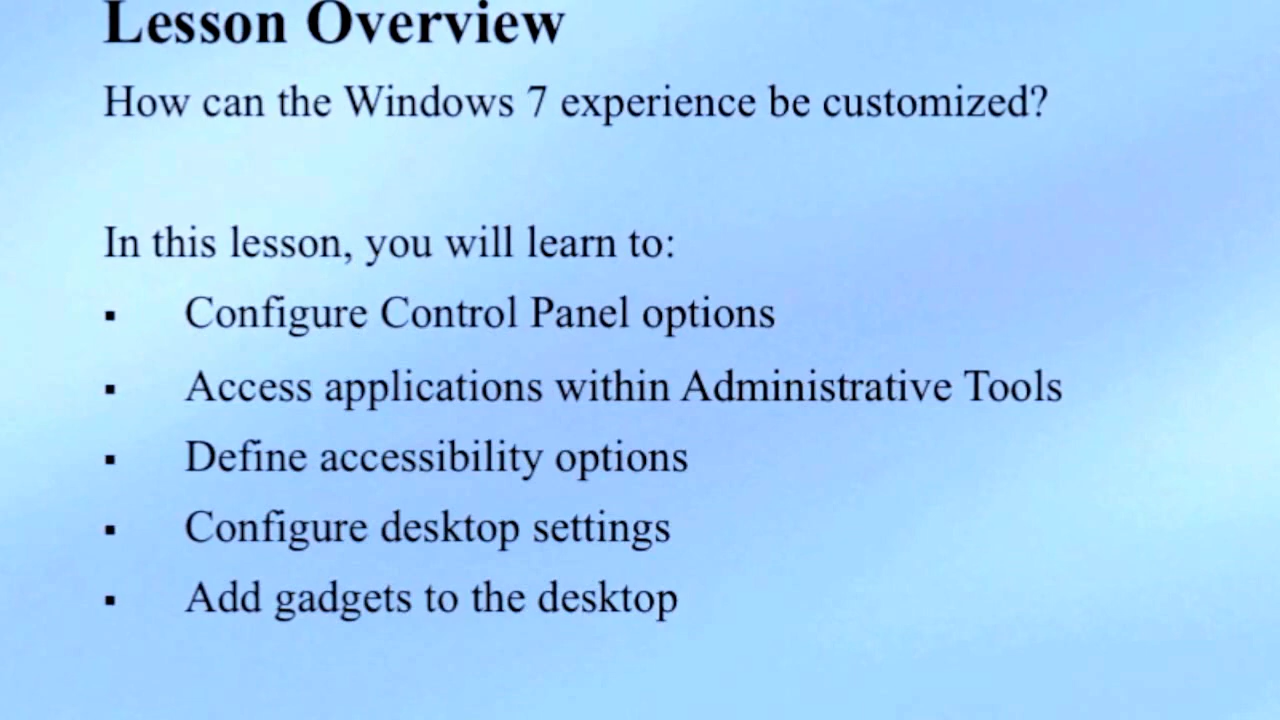 Lesson Overview
How can the Windows 7 experience be customized?
In this lesson, you will learn to:
▪ Configure Control Panel options
▪ Access applications within Administrative Tools
▪ Define accessibility options
▪ Configure desktop settings
▪ Add gadgets to the desktop